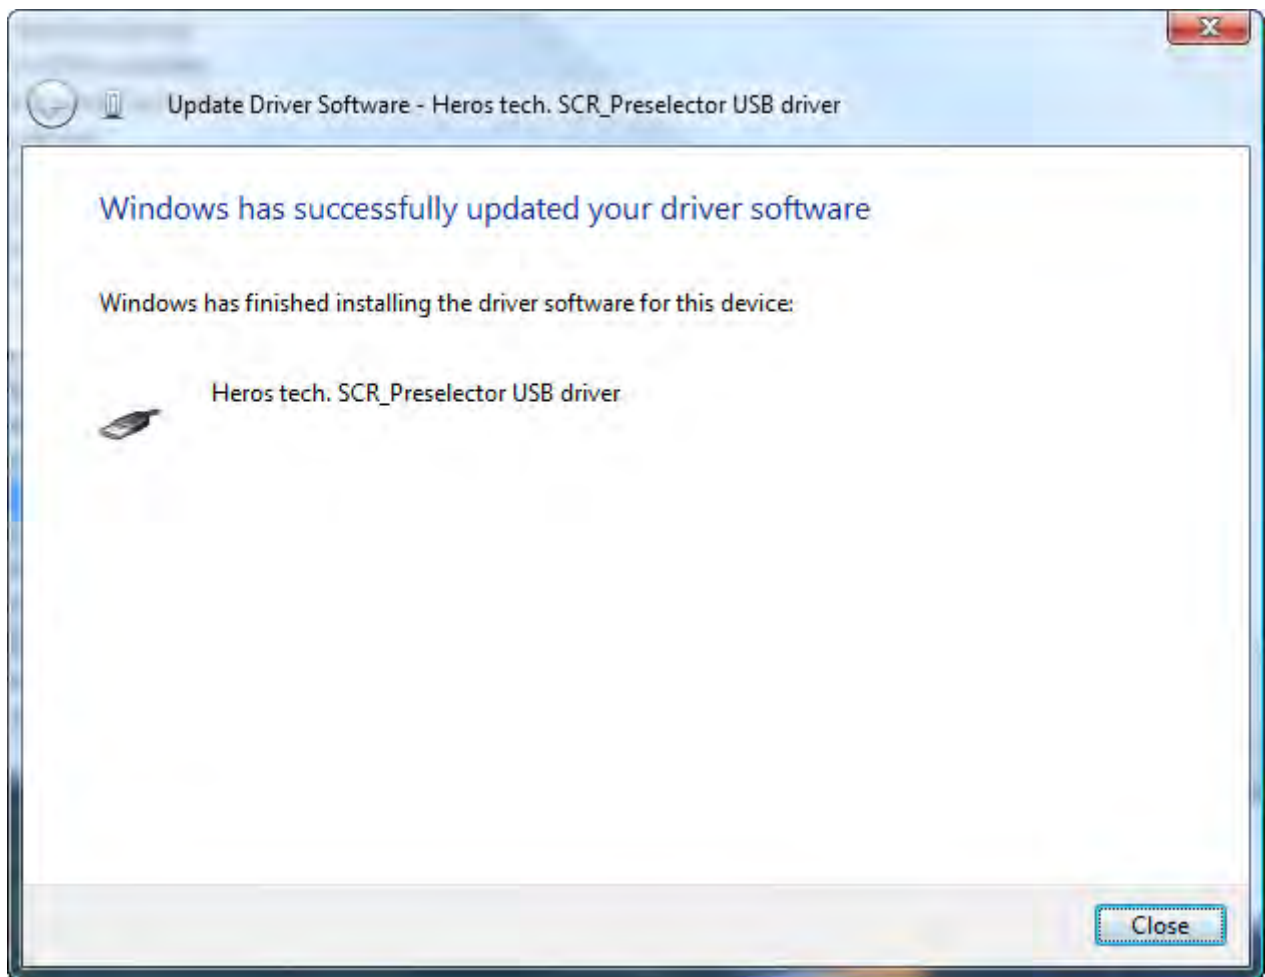 Update Driver Software - Heros tech. SCR_Preselector USB driver
Windows has successfully updated your driver software
Windows has finished installing the driver software for this device:
Heros tech. SCR_Preselector USB driver
Close